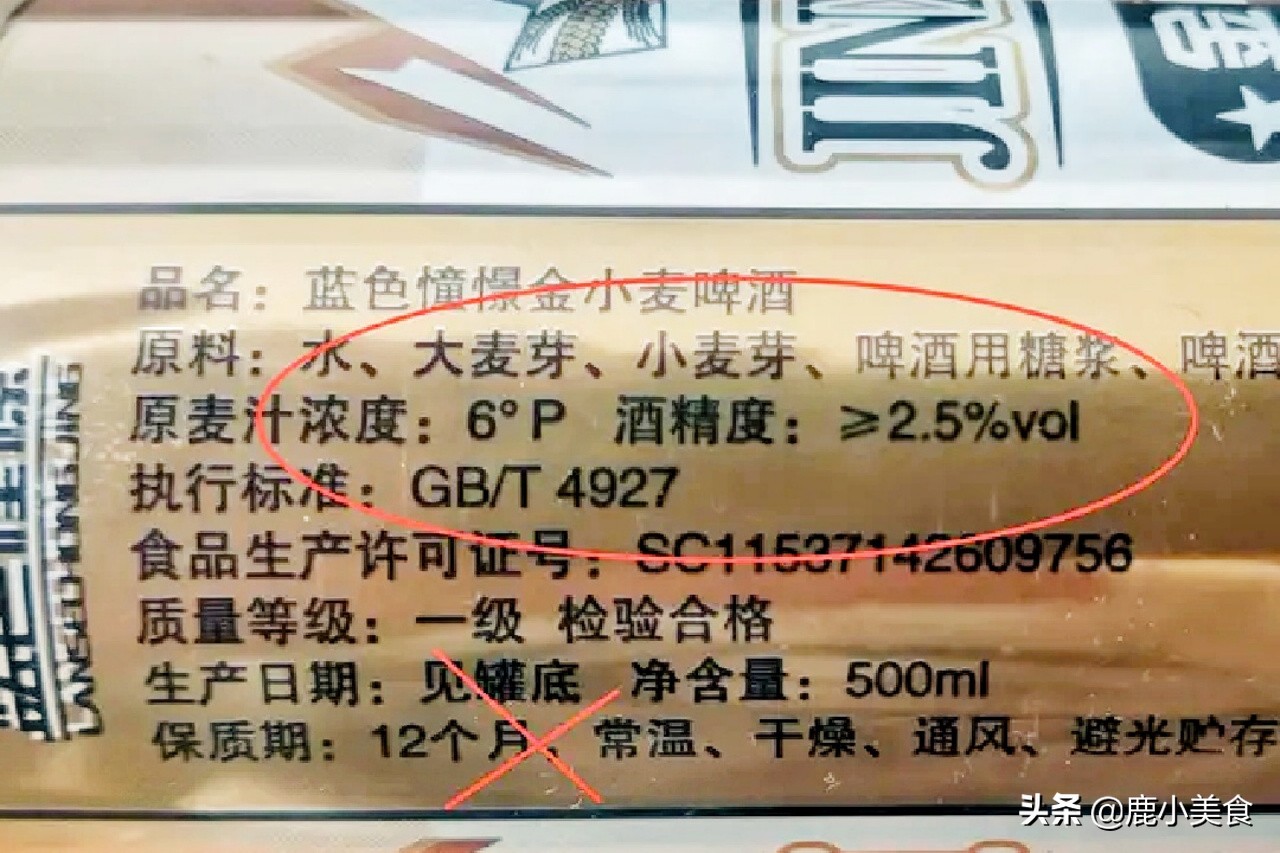 JIN
品名：蓝色憧憬金小麦啤酒
原料：水、大麦芽、小麦芽、啤酒用糖浆、啤酒
原麦汁浓度：6°P 酒精度：≥2.5%vol
执行标准：GB/T 4927
食品生产许可证号：SC11537142609756
质量等级：一级 检验合格
生产日期：见罐底 净含量：500ml
保质期：12个月、常温、干燥、通风、避光贮存
LANSECHONGJING
头条 @鹿小美食